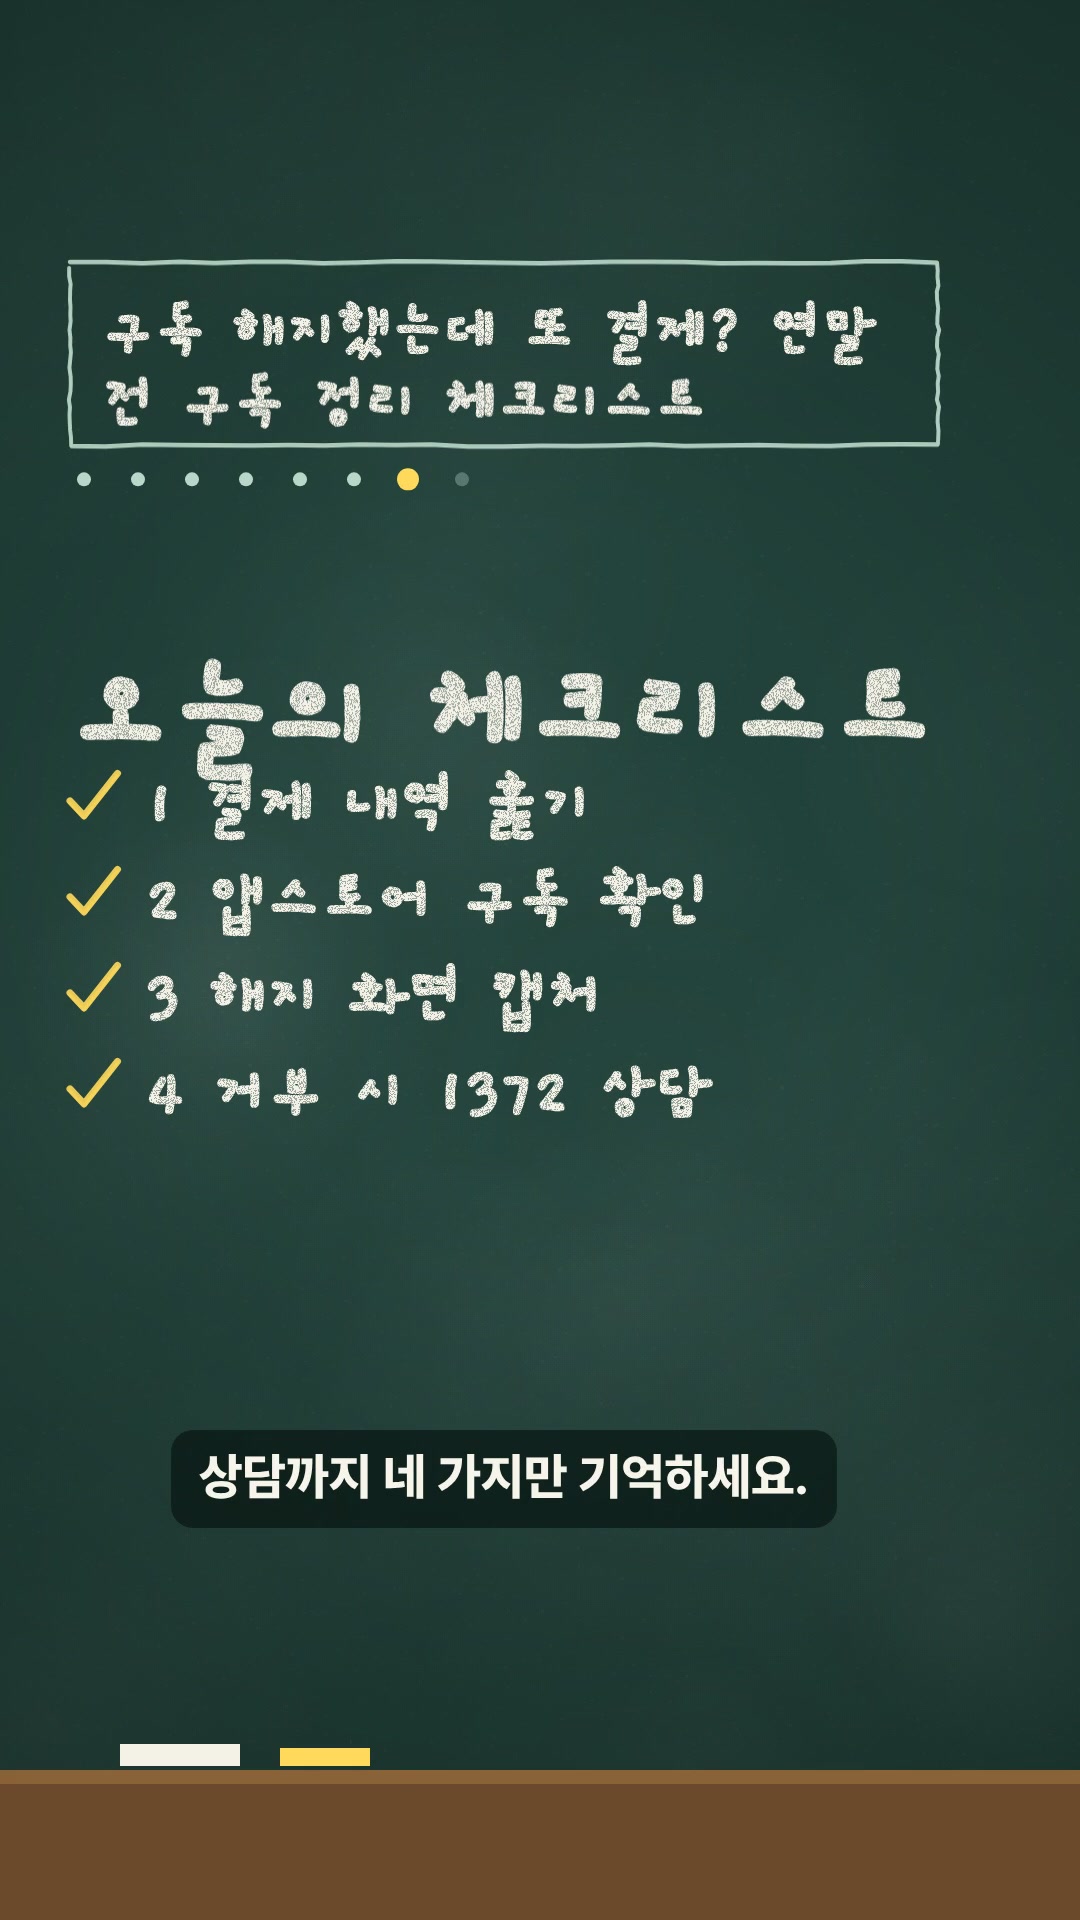 구독 해지했는데 또 결제? 연말
전 구독 정리 체크리스트
오늘의 체크리스트
1 결제 내역 훑기
2 앱스토어 구독 확인
3 해지 화면 캡처
4 거부 시 1372 상담
상담까지 네 가지만 기억하세요.